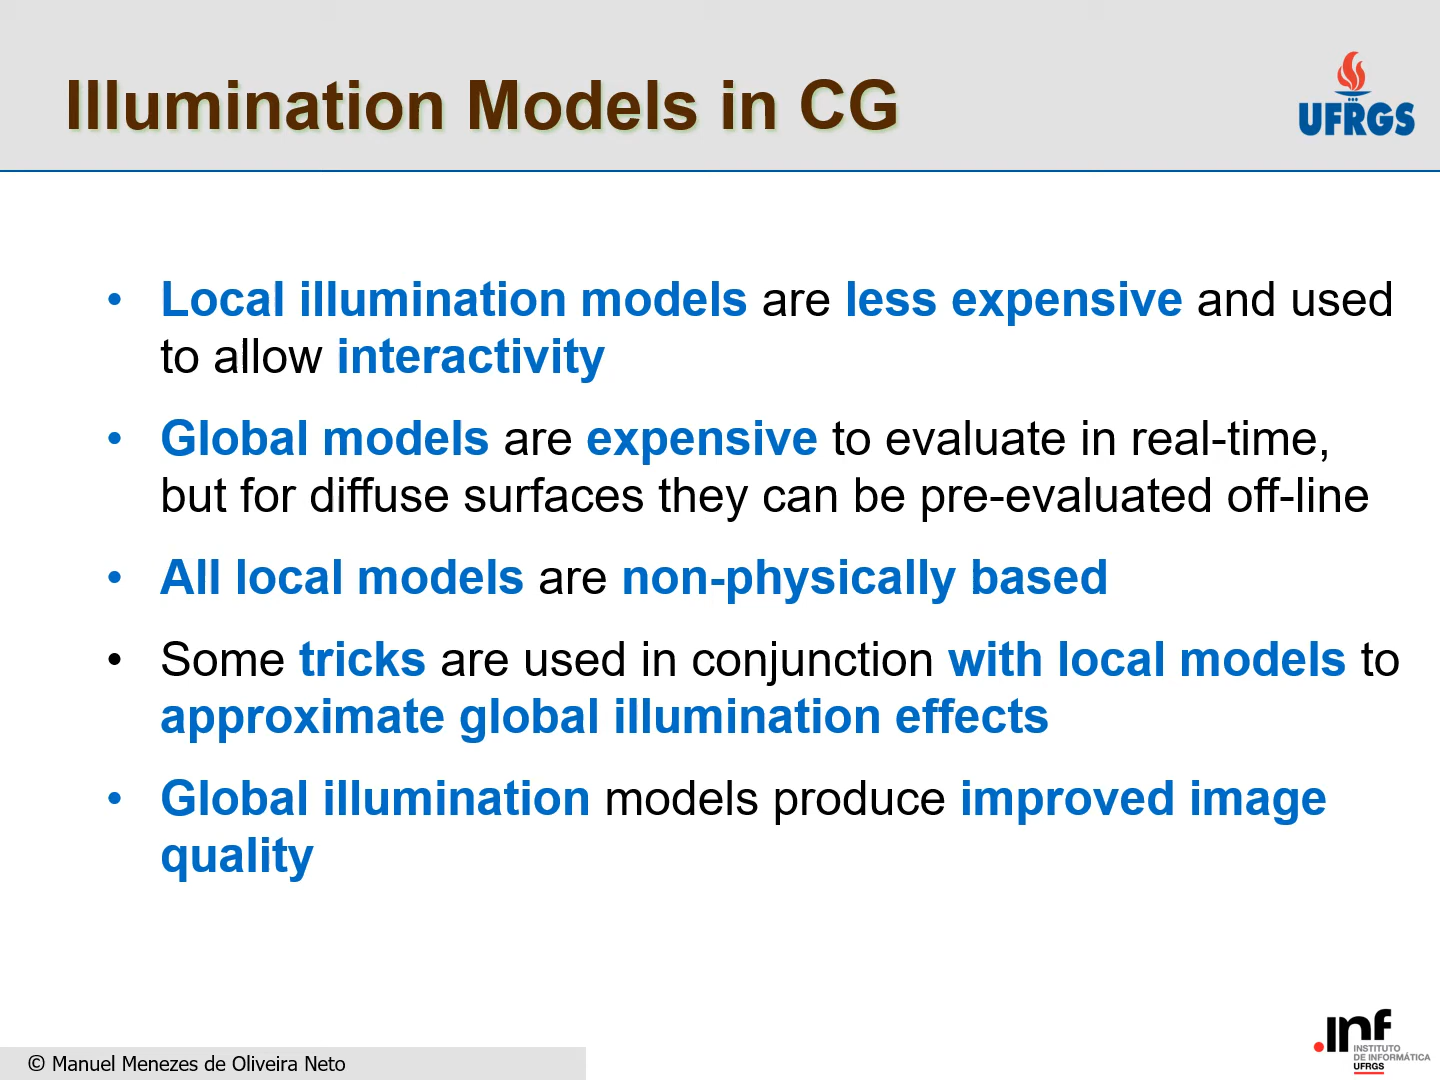 Illumination Models in CG
UFRGS
• Local illumination models are less expensive and used
to allow interactivity
• Global models are expensive to evaluate in real-time,
but for diffuse surfaces they can be pre-evaluated off-line
• All local models are non-physically based
• Some tricks are used in conjunction with local models to
approximate global illumination effects
• Global illumination models produce improved image
quality
© Manuel Menezes de Oliveira Neto
.inf
INSTITUTO
DE INFORMÁTICA
UFRGS